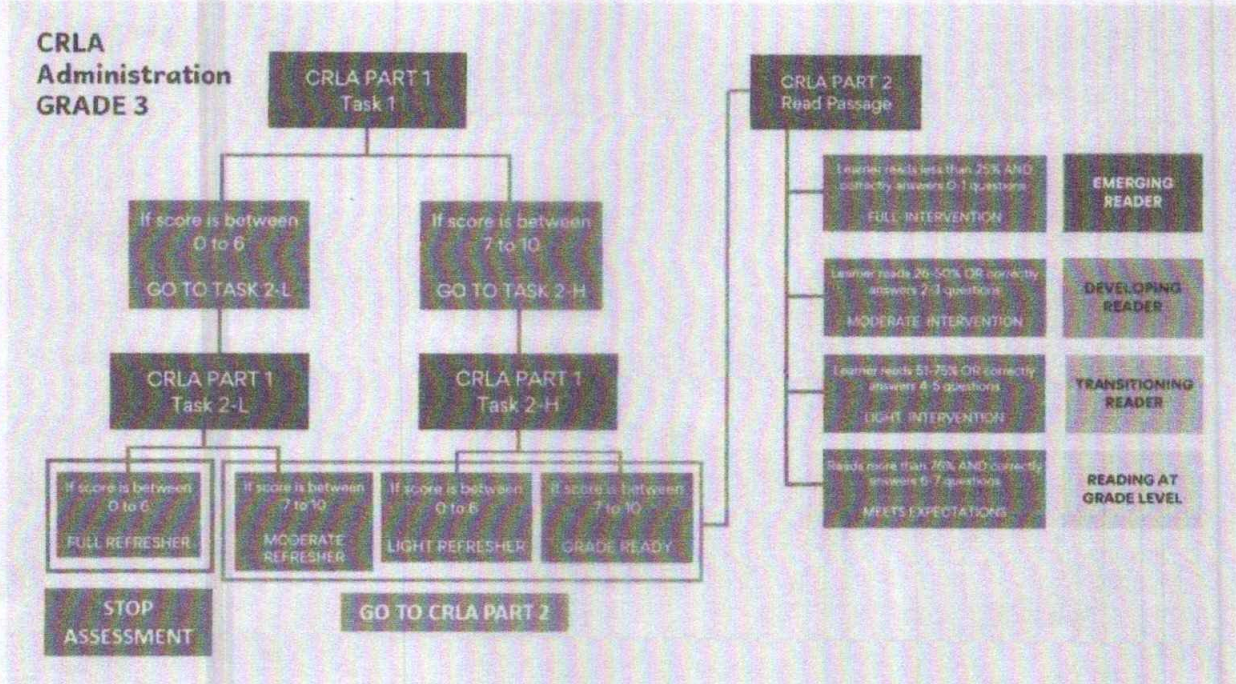 CRLA
Administration
GRADE 3
CRLA PART 1
Task 1
If score is between
0 to 6
GO TO TASK 2-L
If score is between
7 to 10
GO TO TASK 2-H
CRLA PART 1
Task 2-L
CRLA PART 1
Task 2-H
If score is between
0 to 6
FULL REFRESHER
If score is between
7 to 10
MODERATE
REFRESHER
If score is between
0 to 6
LIGHT REFRESHER
If score is between
7 to 10
GRADE READY
STOP
ASSESSMENT
GO TO CRLA PART 2
CRLA PART 2
Read Passage
Learner reads less than 25% AND
correctly answers 0-1 questions
FULL INTERVENTION
EMERGING
READER
Learner reads 26-50% OR correctly
answers 2-3 questions
MODERATE INTERVENTION
DEVELOPING
READER
Learner reads 51-75% OR correctly
answers 4-5 questions
LIGHT INTERVENTION
TRANSITIONING
READER
Reads more than 76% AND correctly
answers 6-7 questions
MEETS EXPECTATIONS
READING AT
GRADE LEVEL